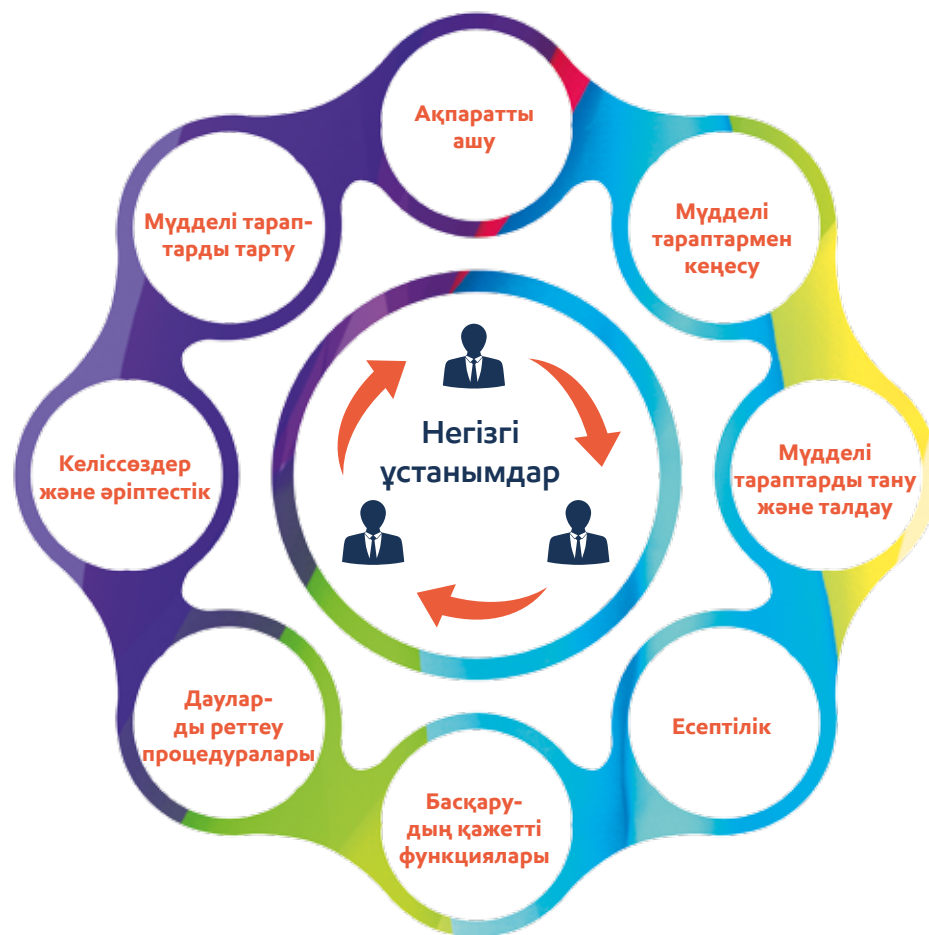 Ақпаратты
ашу
Мүдделі
тараптармен
кеңесу
Мүдделі
тараптарды тану
және талдау
Есептілік
Басқару-
дың қажетті
функциялары
Даулар-
ды реттеу
процедуралары
Келіссөздер
және әріптестік
Мүдделі тарап-
тарды тарту
Негізгі
ұстанымдар